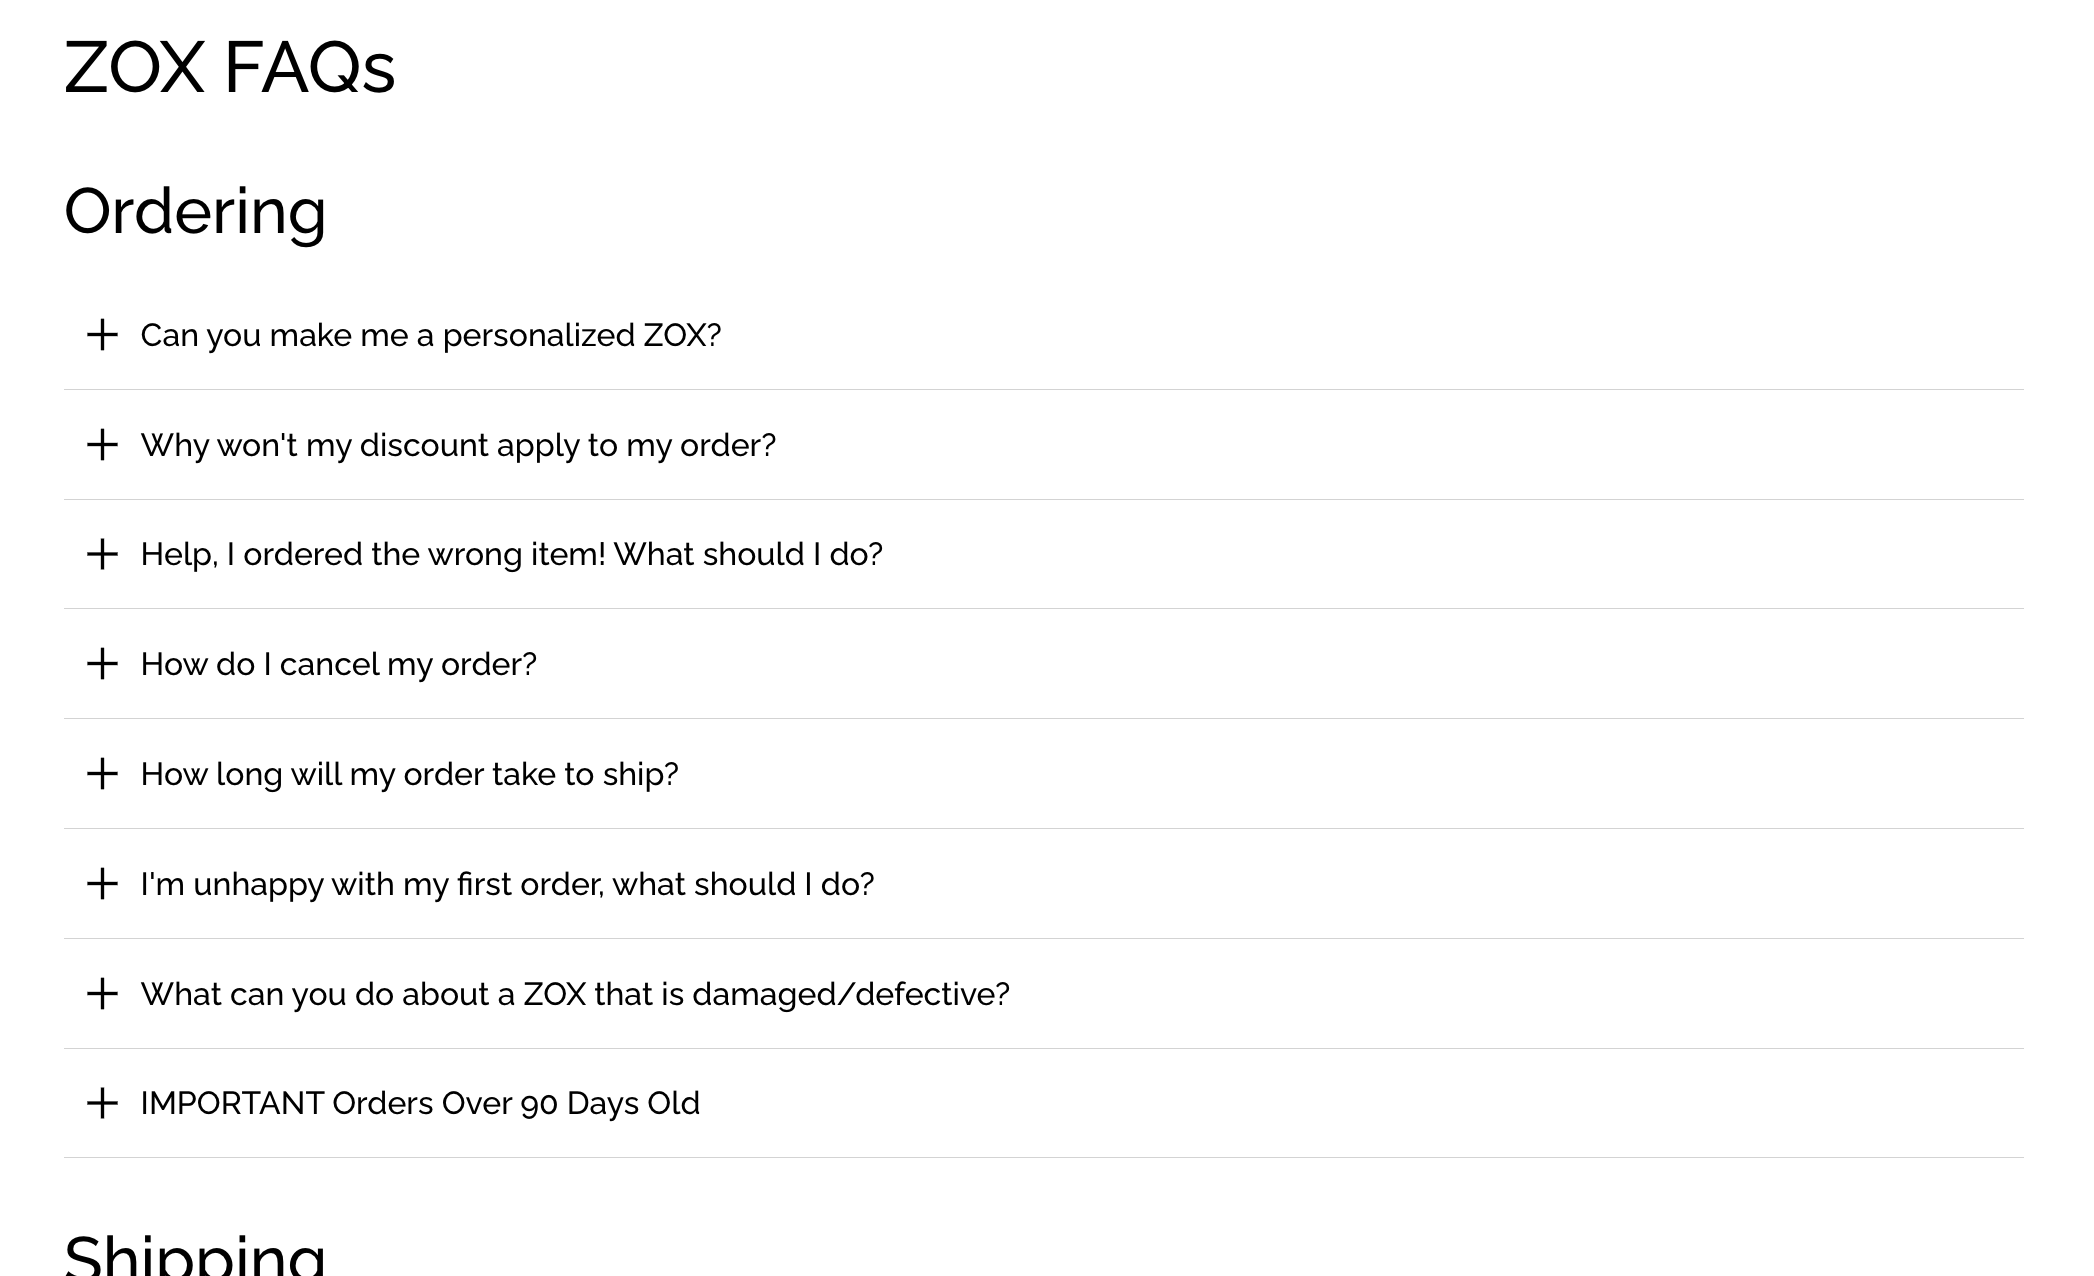 ZOX FAQs
Ordering
Can you make me a personalized ZOX?
Why won't my discount apply to my order?
Help, I ordered the wrong item! What should I do?
How do I cancel my order?
How long will my order take to ship?
I'm unhappy with my first order, what should I do?
What can you do about a ZOX that is damaged/defective?
IMPORTANT Orders Over 90 Days Old
Shipping